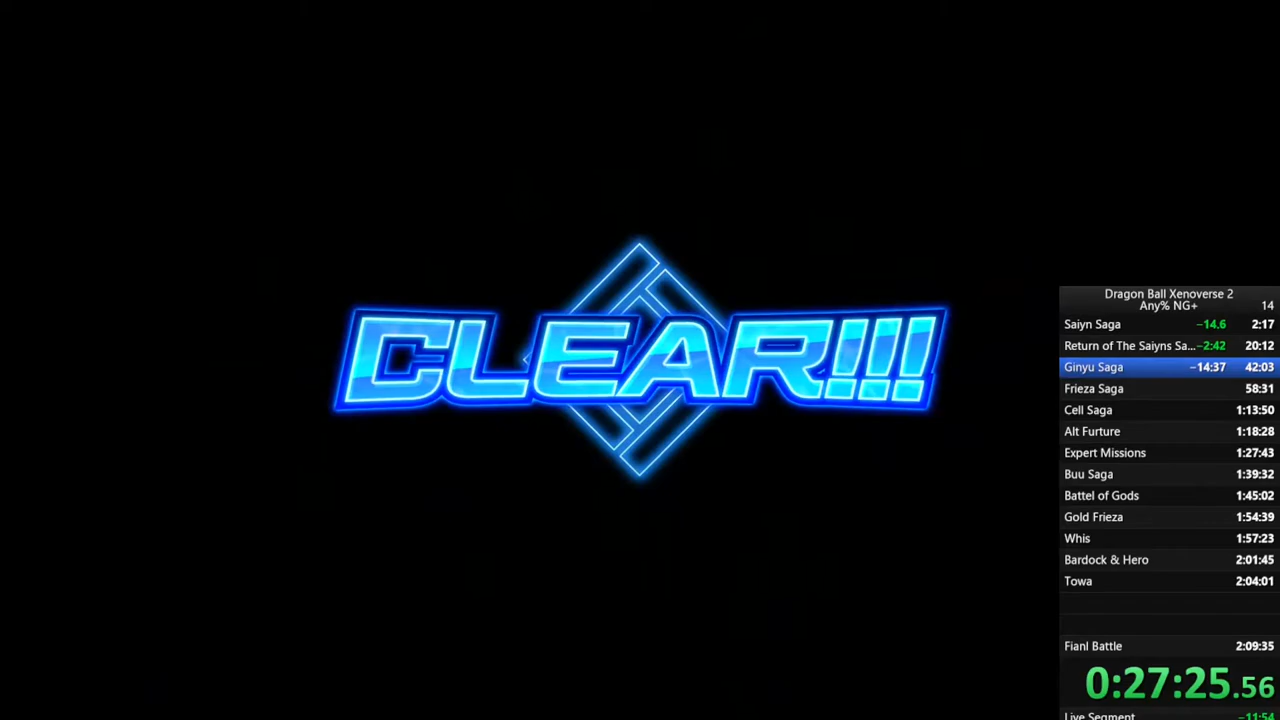 CLEAR!!!
Dragon Ball Xenoverse 2
Any% NG+ 14
Saiyn Saga −14.6 2:17
Return of The Saiyns Sa... −2:42 20:12
Ginyu Saga −14:37 42:03
Frieza Saga 58:31
Cell Saga 1:13:50
Alt Furture 1:18:28
Expert Missions 1:27:43
Buu Saga 1:39:32
Battel of Gods 1:45:02
Gold Frieza 1:54:39
Whis 1:57:23
Bardock & Hero 2:01:45
Towa 2:04:01
Fianl Battle 2:09:35
0:27:25.56
Live Segment −11:54